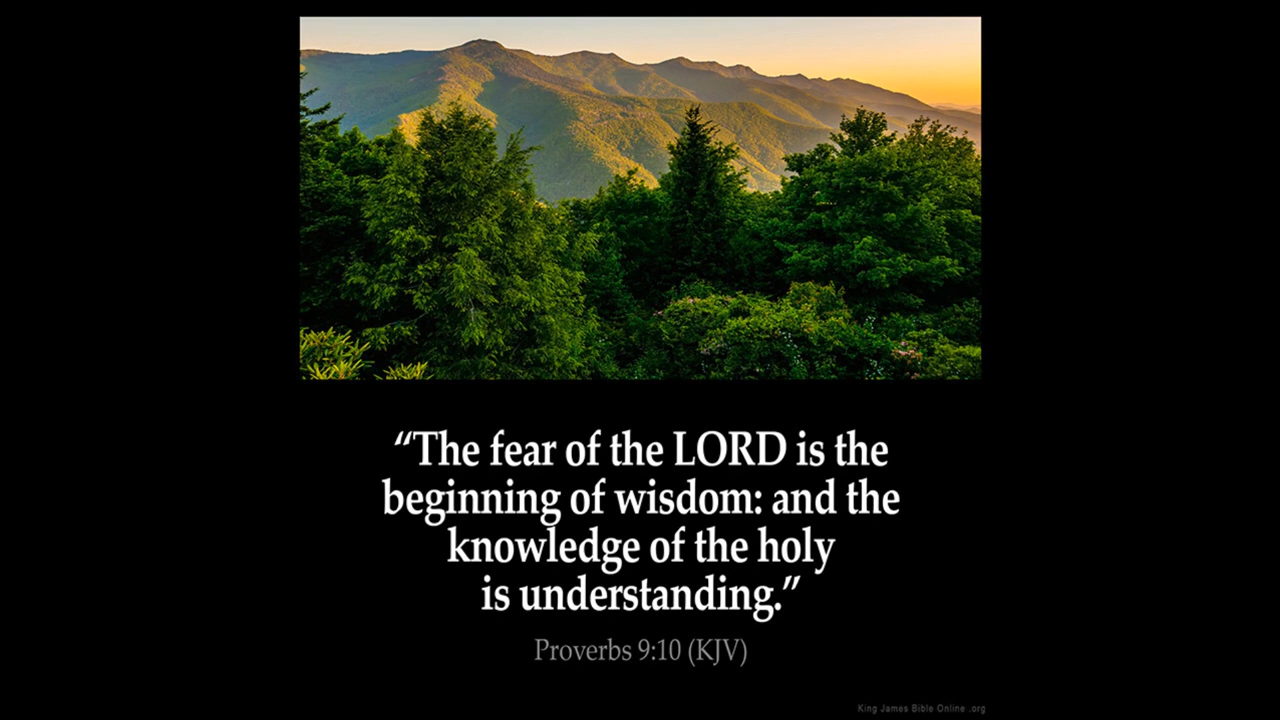 “The fear of the LORD is the
beginning of wisdom: and the
knowledge of the holy
is understanding.”
Proverbs 9:10 (KJV)
King James Bible Online .org